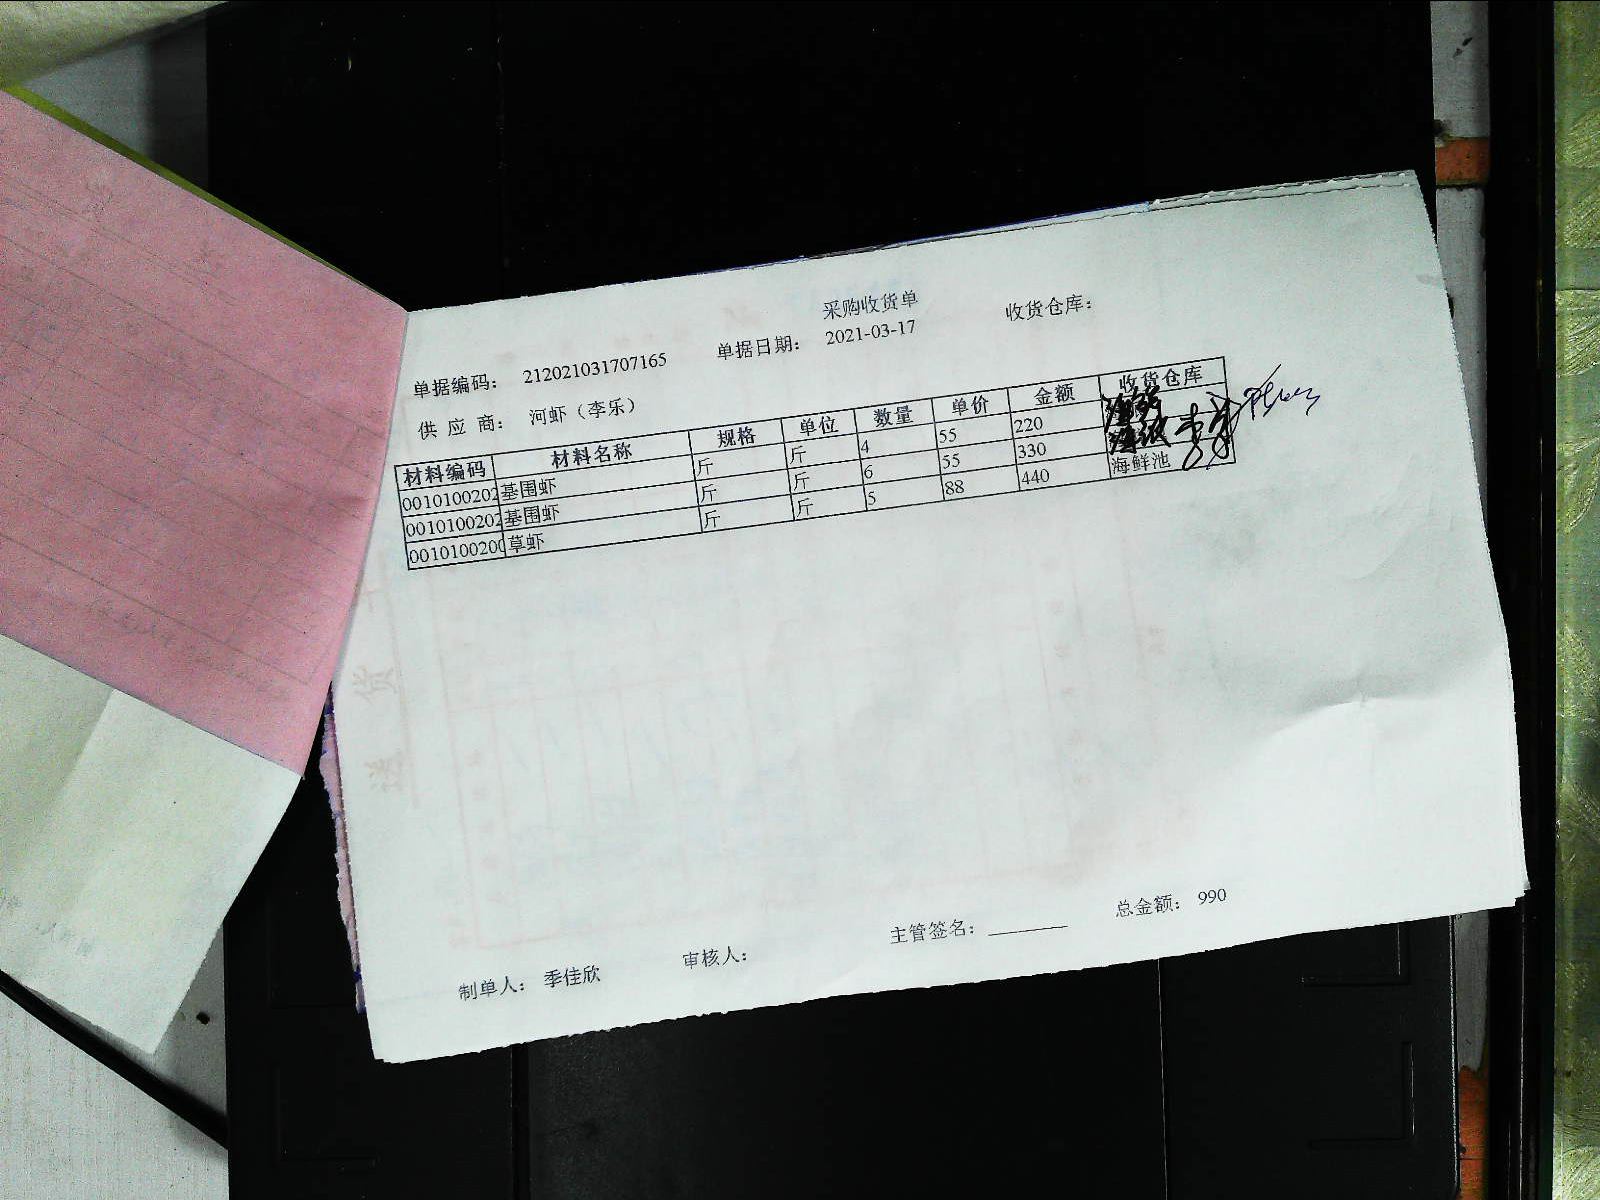 采购收货单
单据编码： 212021031707165 单据日期： 2021-03-17 收货仓库：
供 应 商： 河虾（李乐）
材料编码 材料名称 规格 单位 数量 单价 金额 收货仓库
0010100202 基围虾 斤 斤 4 55 220
0010100202 基围虾 斤 斤 6 55 330
0010100200 草虾 斤 斤 5 88 440 海鲜池
制单人： 季佳欣 审核人： 主管签名： 总金额： 990